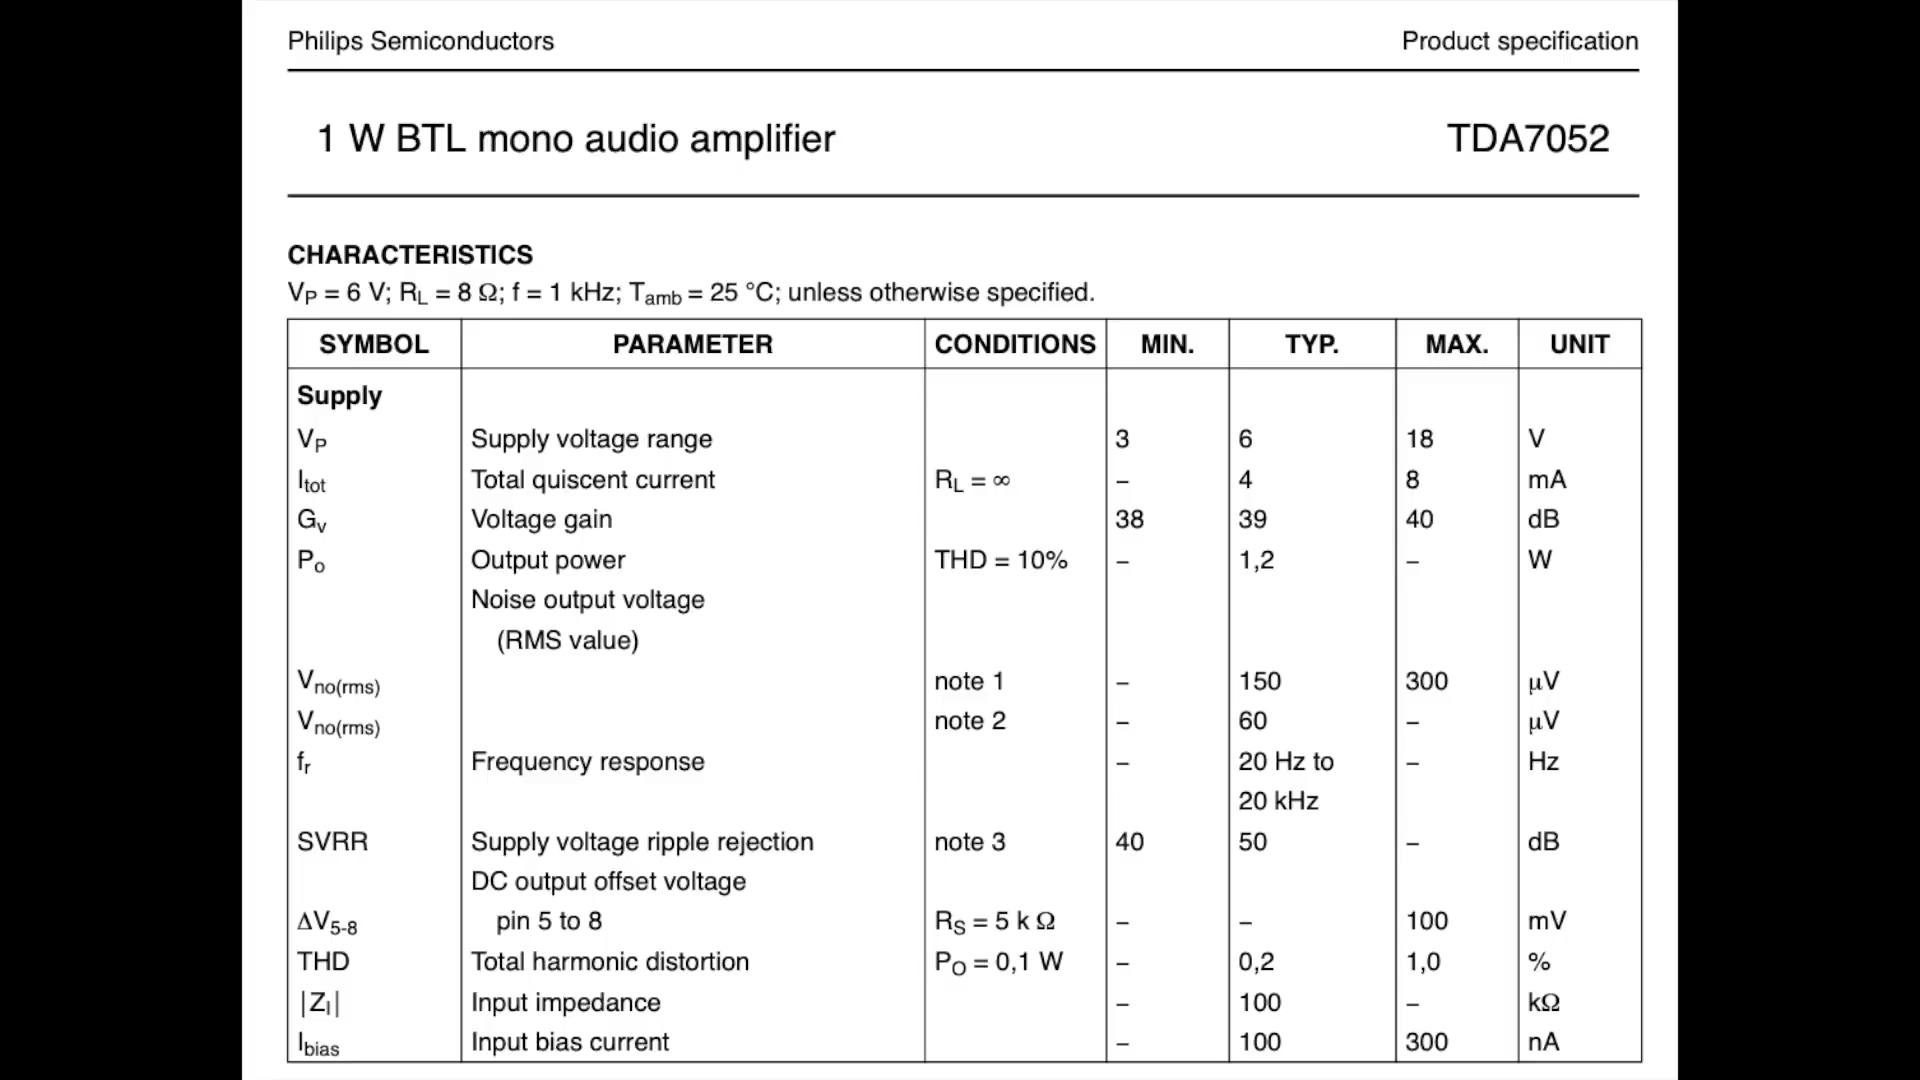 Philips Semiconductors Product specification
1 W BTL mono audio amplifier TDA7052
CHARACTERISTICS
VP = 6 V; RL = 8 Ω; f = 1 kHz; Tamb = 25 °C; unless otherwise specified.
SYMBOL PARAMETER CONDITIONS MIN. TYP. MAX. UNIT
Supply
VP Supply voltage range 3 6 18 V
Itot Total quiscent current RL = ∞ – 4 8 mA
Gv Voltage gain 38 39 40 dB
Po Output power THD = 10% – 1,2 – W
Noise output voltage
(RMS value)
Vno(rms) note 1 – 150 300 μV
Vno(rms) note 2 – 60 – μV
fr Frequency response – 20 Hz to – Hz
20 kHz
SVRR Supply voltage ripple rejection note 3 40 50 – dB
DC output offset voltage
ΔV5-8 pin 5 to 8 RS = 5 k Ω – – 100 mV
THD Total harmonic distortion PO = 0,1 W – 0,2 1,0 %
|ZI| Input impedance – 100 – kΩ
Ibias Input bias current – 100 300 nA